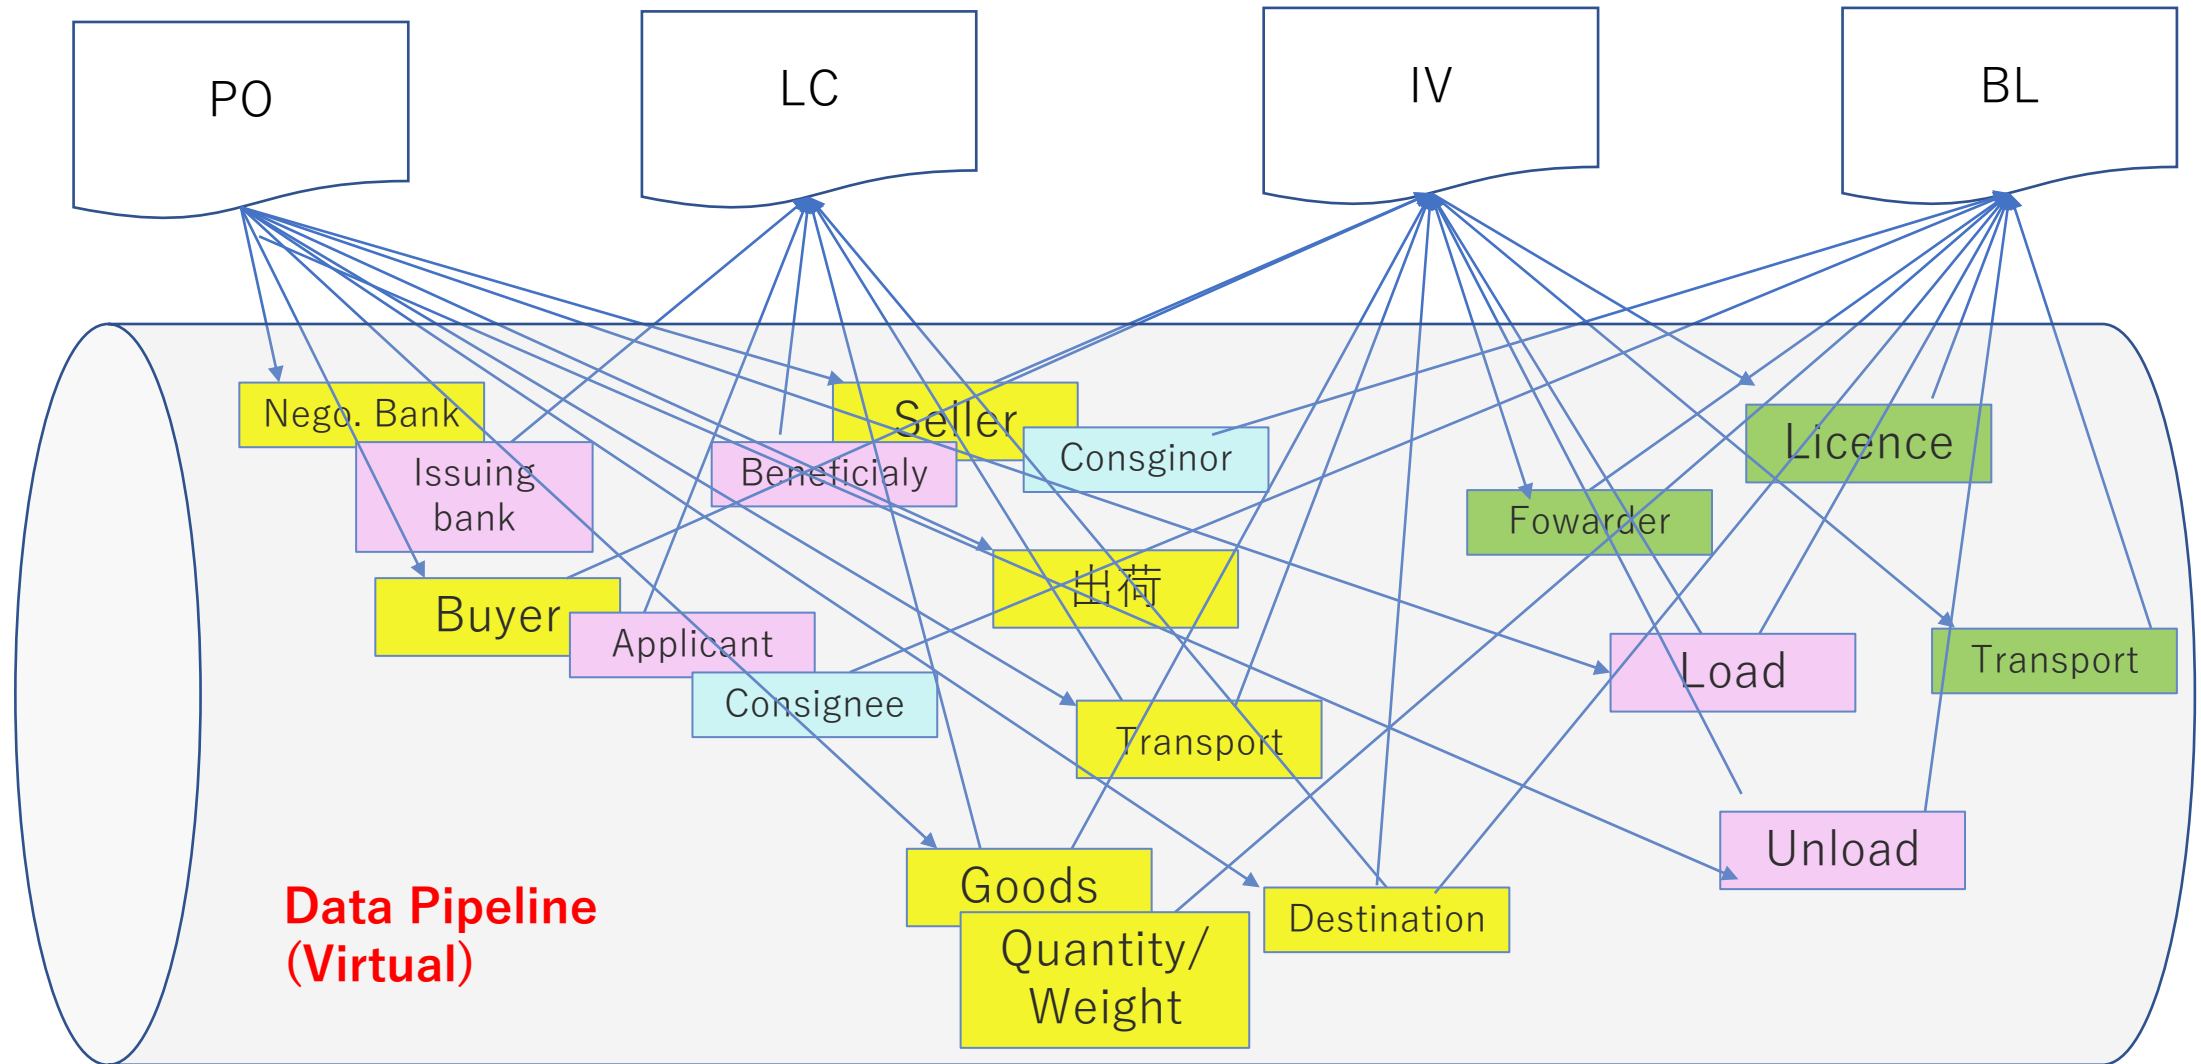 PO
LC
IV
BL
Nego. Bank
Seller
Issuing
bank
Beneficialy
Consginor
Licence
Fowarder
Buyer
出荷
Applicant
Load
Transport
Consignee
Transport
Goods
Unload
Data Pipeline
(Virtual)
Quantity/
Weight
Destination